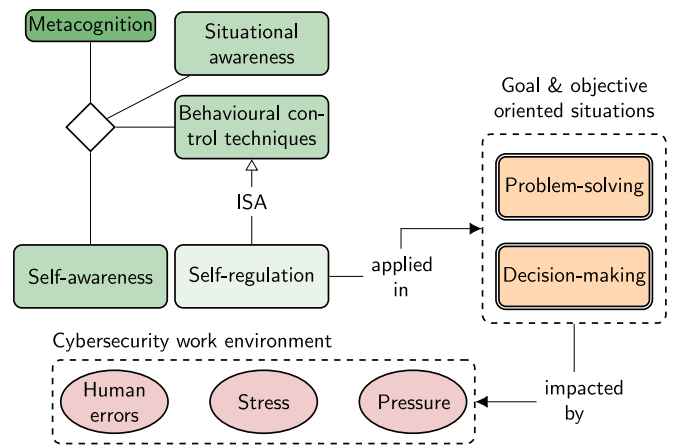 Metacognition
Situational
awareness
Behavioural con-
trol techniques
ISA
Self-awareness
Self-regulation
applied
in
Goal & objective
oriented situations
Problem-solving
Decision-making
impacted
by
Cybersecurity work environment
Human
errors
Stress
Pressure